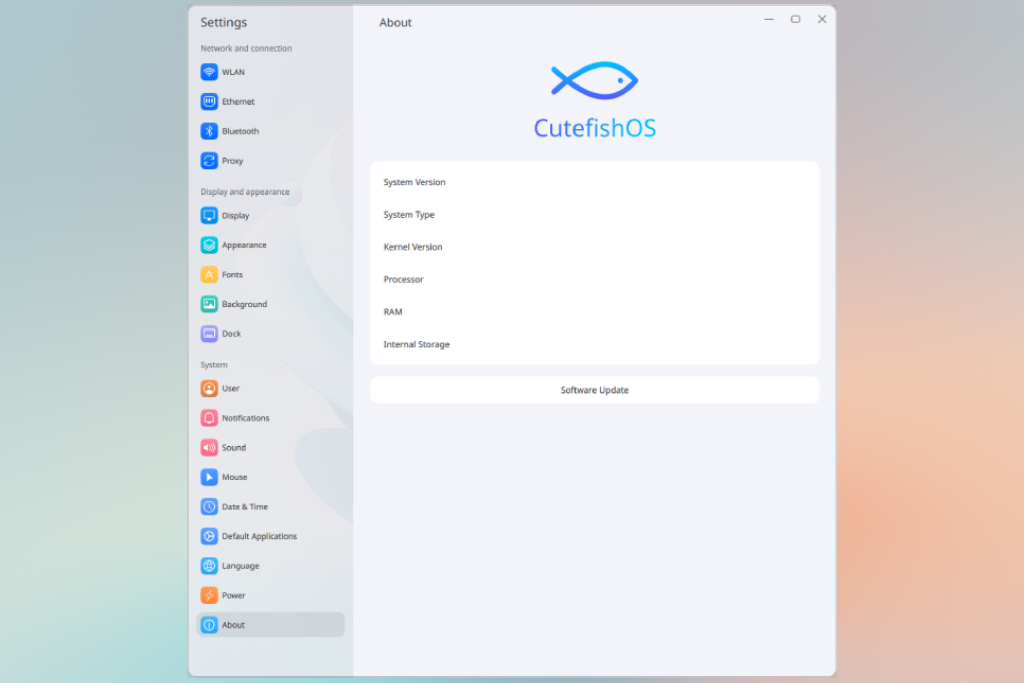 Settings
Network and connection
WLAN
Ethernet
Bluetooth
Proxy
Display and appearance
Display
Appearance
Fonts
Background
Dock
System
User
Notifications
Sound
Mouse
Date & Time
Default Applications
Language
Power
About
About
CutefishOS
System Version
System Type
Kernel Version
Processor
RAM
Internal Storage
Software Update